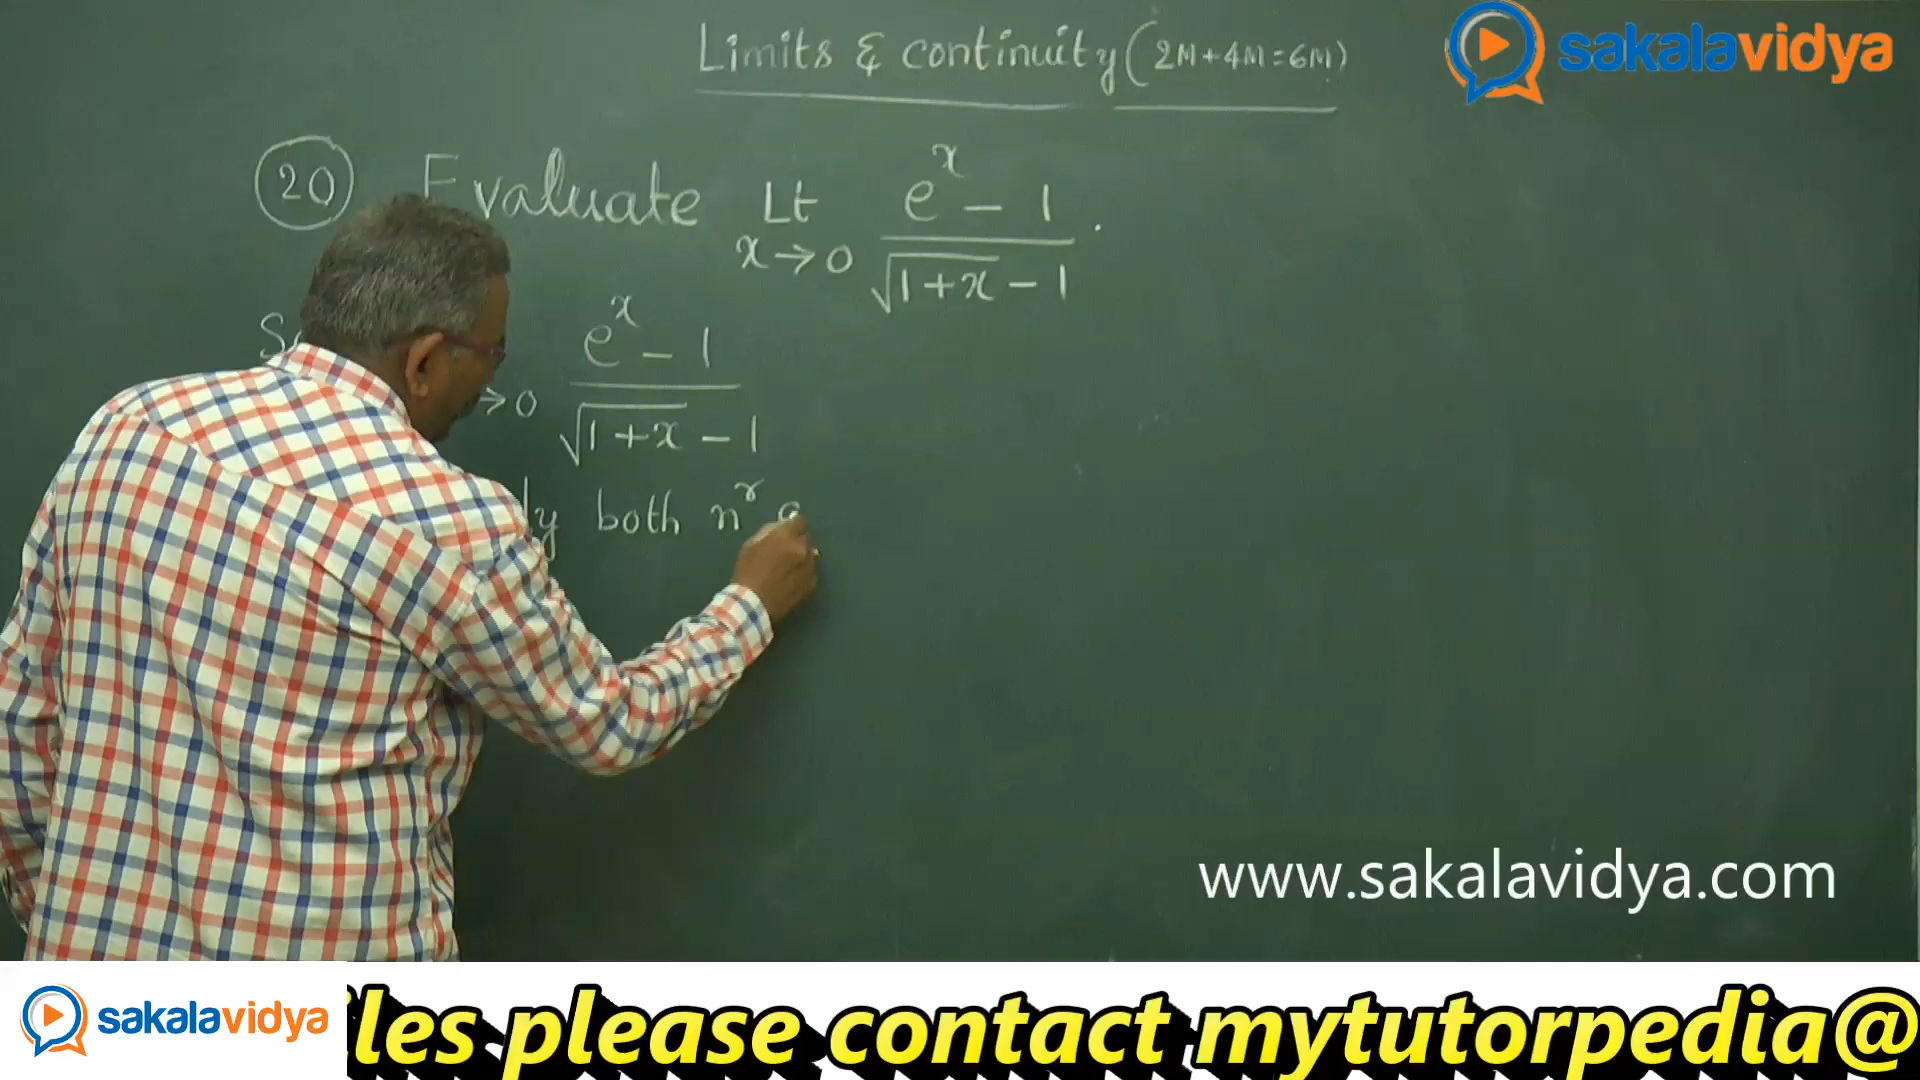 Limits & continuity (2M+4M=6M)
sakalavidya
20 Evaluate Lt x→0 (e^x - 1)/(√(1+x) - 1).
→0 (e^x - 1)/(√(1+x) - 1)
both n^r
www.sakalavidya.com
sakalavidya
please contact mytutorpedia@